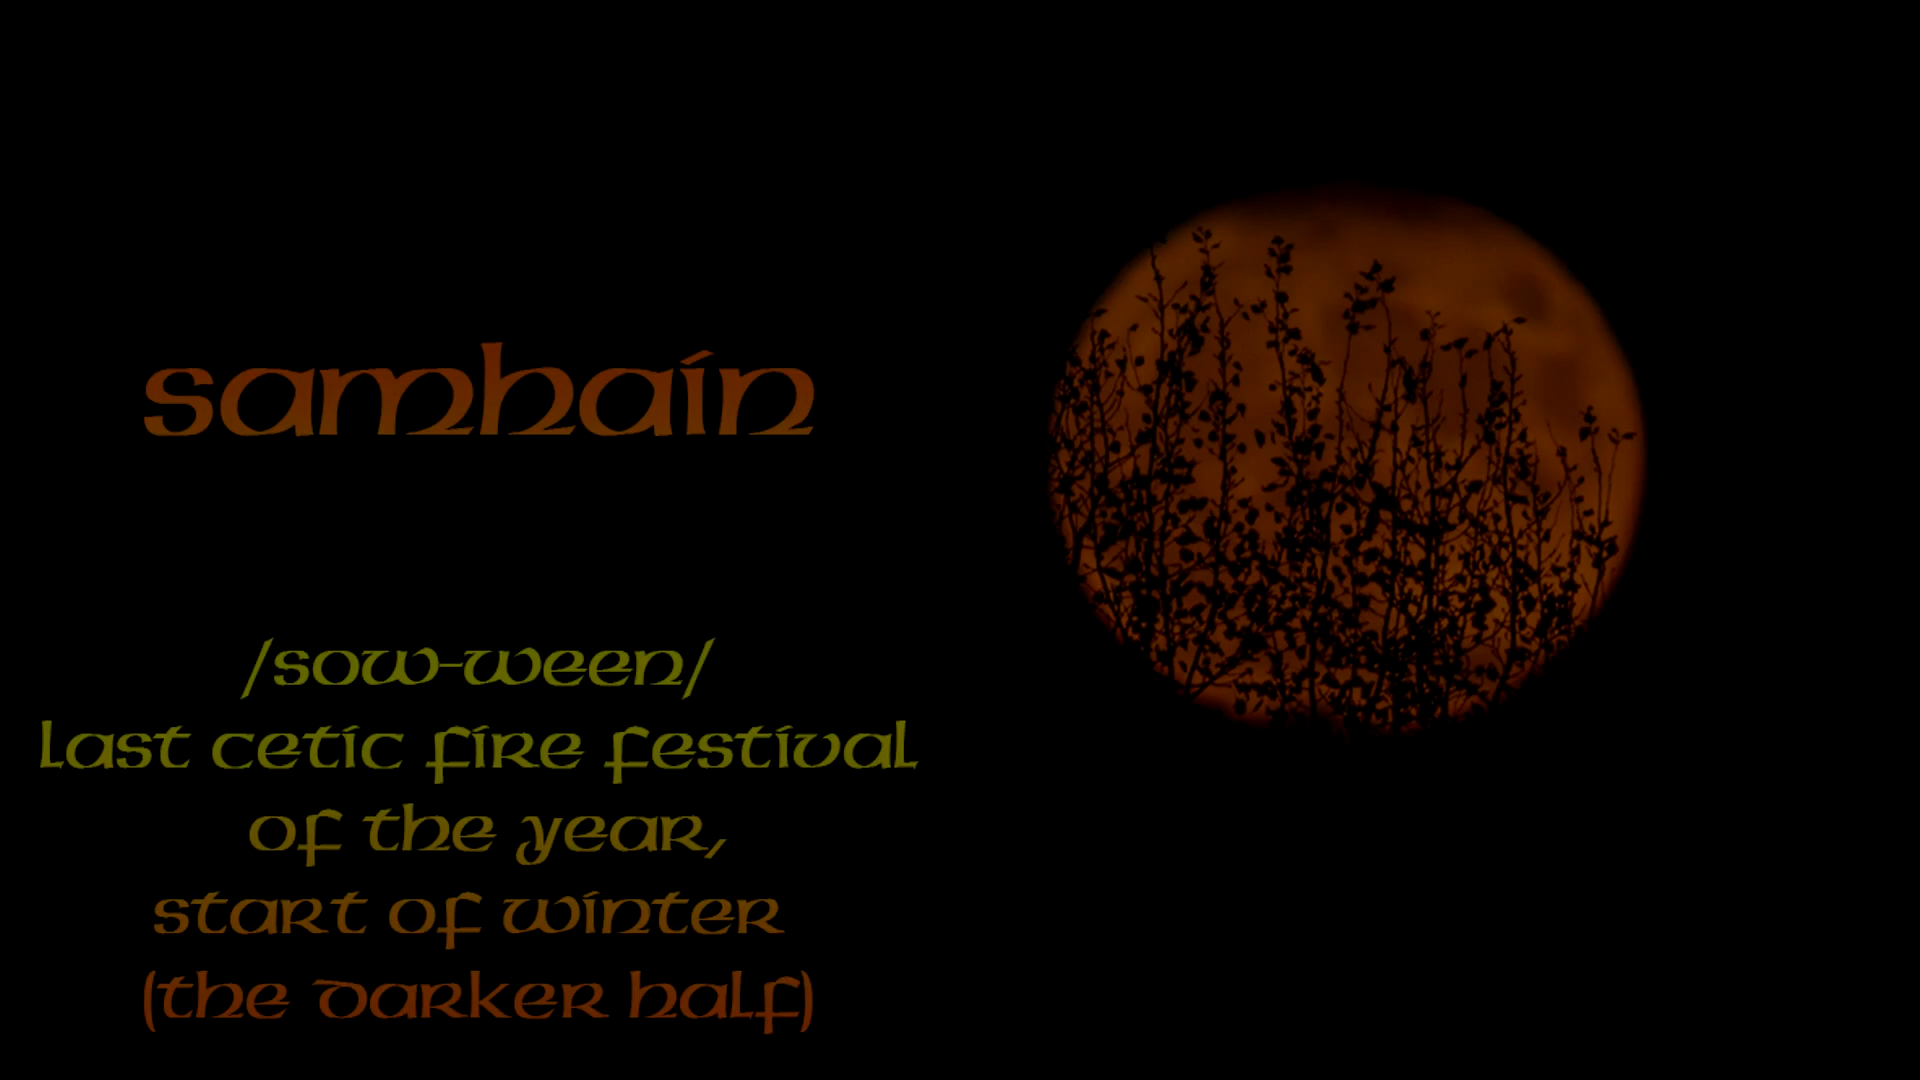 samhain
/sow-ween/
last cetic fire festival
of the year,
start of winter
(the darker half)